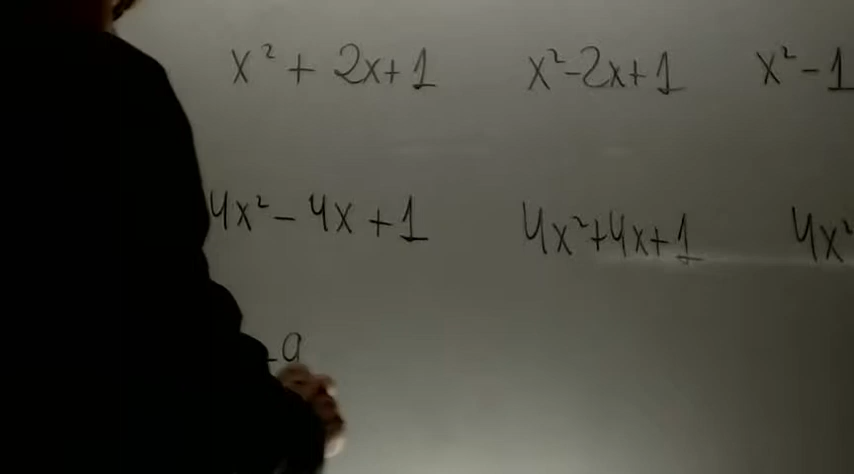 x² + 2x+1 x²-2x+1 x²-1
4x² - 4x +1 4x²+4x+1 4x²